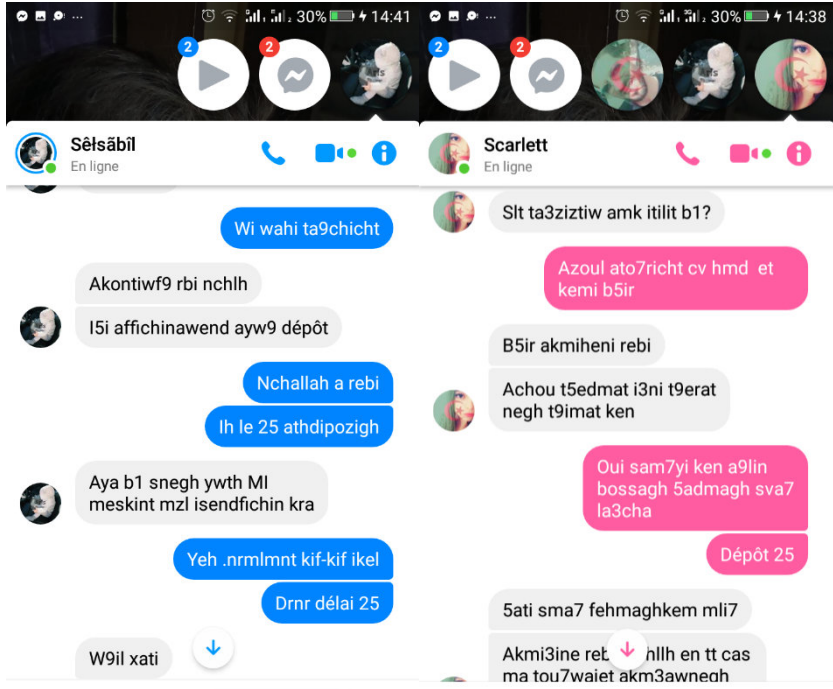 30% 14:41
2
2
Sêłsãbîl
En ligne
Wi wahi ta9chicht
Akontiwf9 rbi nchlh
I5i affichinawend ayw9 dépôt
Nchallah a rebi
Ih le 25 athdipozigh
Aya b1 snegh ywth MI
meskint mzl isendfichin kra
Yeh .nrmlmnt kif-kif ikel
Drnr délai 25
W9il xati
30% 14:38
2
2
Scarlett
En ligne
Slt ta3ziztiw amk itilit b1?
Azoul ato7richt cv hmd et
kemi b5ir
B5ir akmiheni rebi
Achou t5edmat i3ni t9erat
negh t9imat ken
Oui sam7yi ken a9lin
bossagh 5admagh sva7
la3cha
Dépôt 25
5ati sma7 fehmaghkem mli7
Akmi3ine en tt cas
ma tou7wajet akm3awnegh